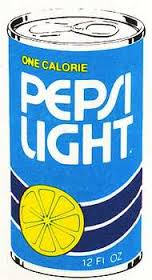 ONE CALORIE
PEPSI
LIGHT.
12 FL OZ